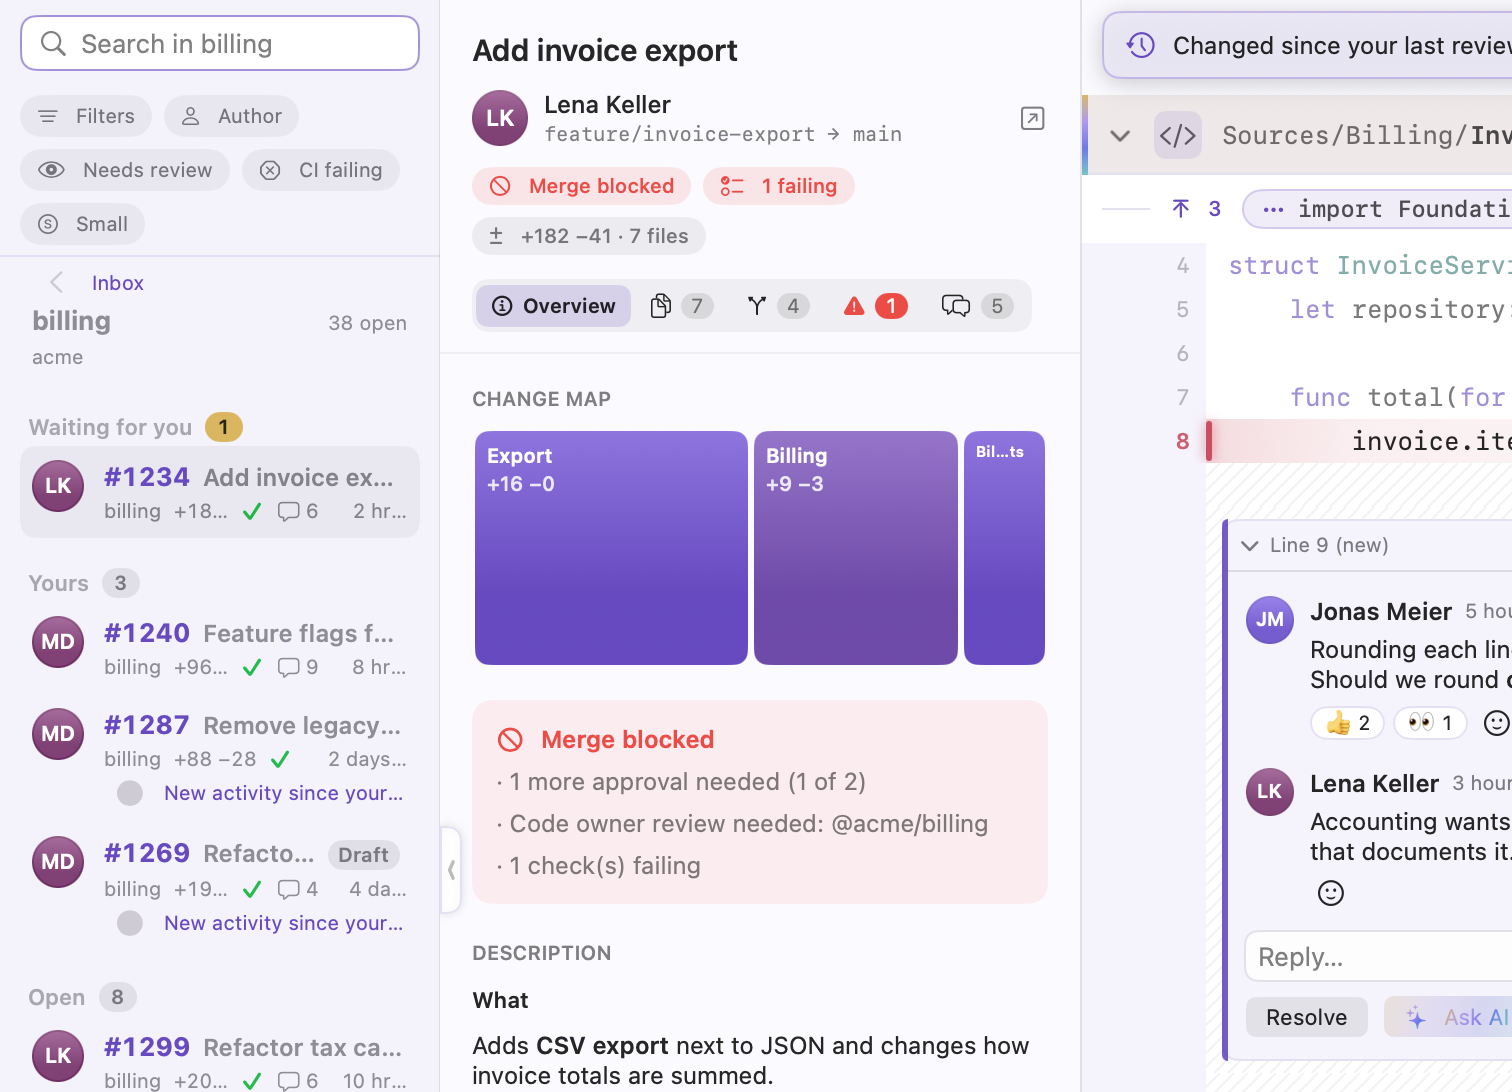 Search in billing
Filters
Author
Needs review
CI failing
Small
Inbox
billing
38 open
acme
Waiting for you 1
LK #1234 Add invoice ex...
billing +18... 6 2 hr...
Yours 3
MD #1240 Feature flags f...
billing +96... 9 8 hr...
MD #1287 Remove legacy...
billing +88 −28 2 days...
New activity since your...
MD #1269 Refacto... Draft
billing +19... 4 4 da...
New activity since your...
Open 8
LK #1299 Refactor tax ca...
billing +20... 6 10 hr...
Add invoice export
LK Lena Keller
feature/invoice-export → main
Merge blocked
1 failing
+182 −41 · 7 files
Overview 7 4 1 5
CHANGE MAP
Export
+16 −0
Billing
+9 −3
Bil...ts
Merge blocked
· 1 more approval needed (1 of 2)
· Code owner review needed: @acme/billing
· 1 check(s) failing
DESCRIPTION
What
Adds CSV export next to JSON and changes how
invoice totals are summed.
Changed since your last review
</> Sources/Billing/Inv
3 ... import Foundati
4 struct InvoiceServi
5 let repository:
6
7 func total(for
8 invoice.ite
Line 9 (new)
JM Jonas Meier 5 hou
Rounding each lin
Should we round
👍 2 👀 1
LK Lena Keller 3 hour
Accounting wants
that documents it.
Reply...
Resolve
Ask AI